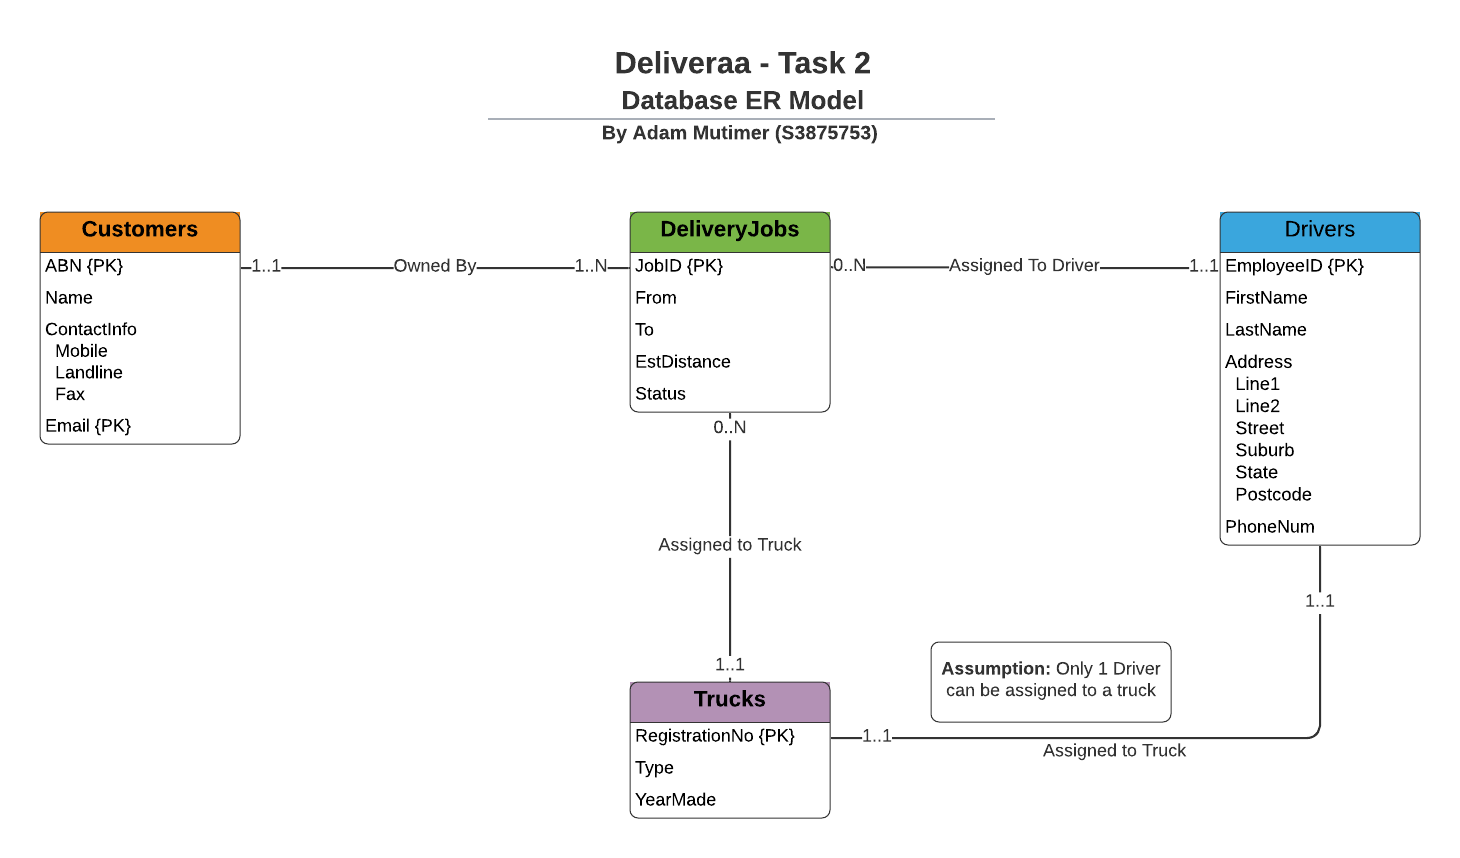 Deliveraa - Task 2
Database ER Model
By Adam Mutimer (S3875753)
Customers
ABN {PK}
Name
ContactInfo
Mobile
Landline
Fax
Email {PK}
1..1
Owned By
1..N
DeliveryJobs
JobID {PK}
From
To
EstDistance
Status
0..N
Assigned To Driver
1..1
Drivers
EmployeeID {PK}
FirstName
LastName
Address
Line1
Line2
Street
Suburb
State
Postcode
PhoneNum
0..N
Assigned to Truck
1..1
Trucks
RegistrationNo {PK}
Type
YearMade
1..1
Assumption: Only 1 Driver
can be assigned to a truck
1..1
Assigned to Truck